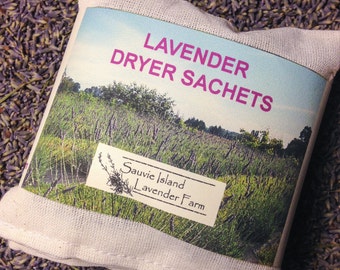 LAVENDER
DRYER SACHETS
Sauvie Island
Lavender Farm